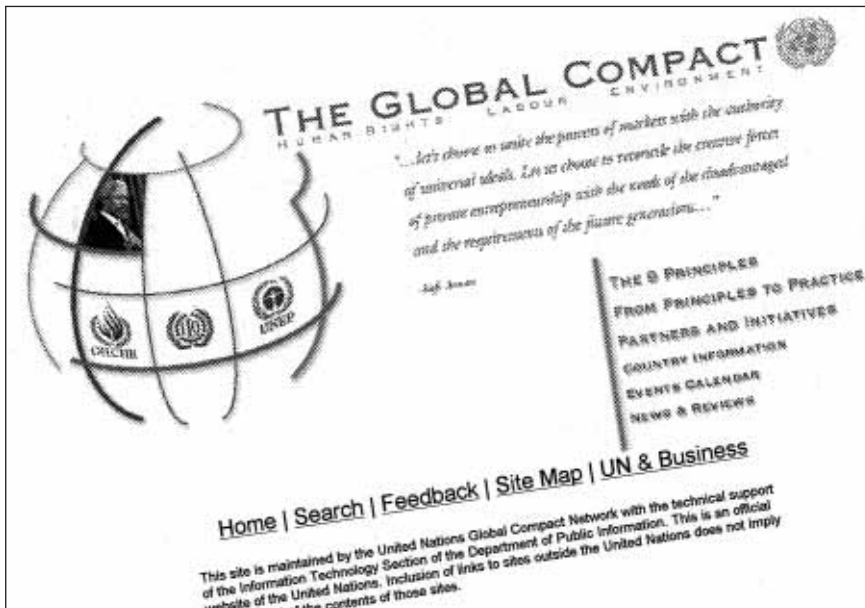 THE GLOBAL COMPACT
HUMAN RIGHTS LABOUR ENVIRONMENT
"...let's choose to unite the powers of markets with the authority
of universal ideals. Let us choose to reconcile the creative forces
of private entrepreneurship with the needs of the disadvantaged
and the requirements of the future generations..."
-Kofi Annan
OHCHR
ILO
UNEP
THE 9 PRINCIPLES
FROM PRINCIPLES TO PRACTICE
PARTNERS AND INITIATIVES
COUNTRY INFORMATION
EVENTS CALENDAR
NEWS & REVIEWS
Home | Search | Feedback | Site Map | UN & Business
This site is maintained by the United Nations Global Compact Network with the technical support
of the Information Technology Section of the Department of Public Information. This is an official
website of the United Nations. Inclusion of links to sites outside the United Nations does not imply
of the contents of those sites.